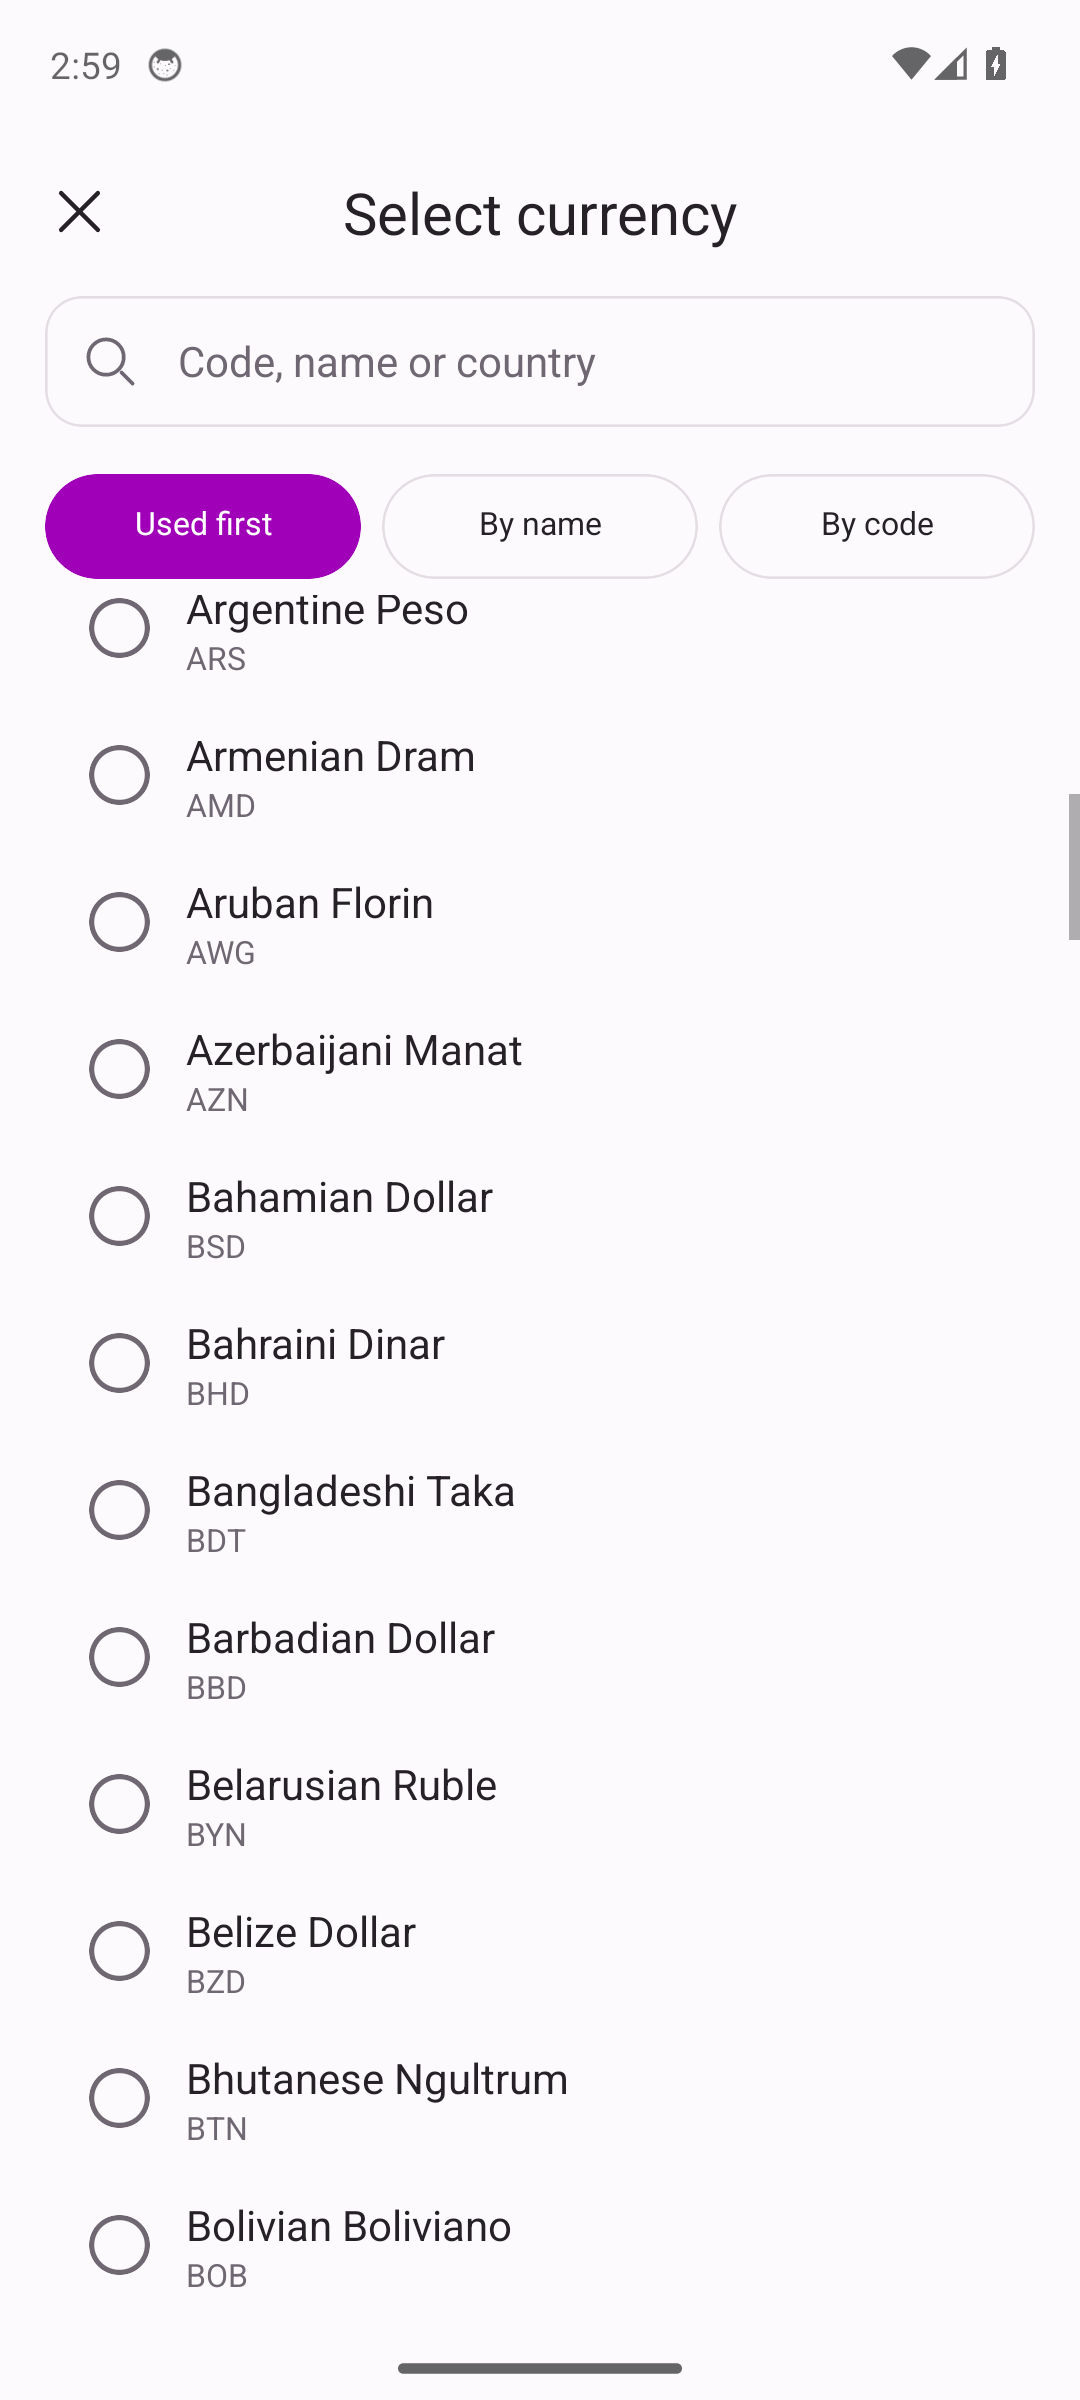 2:59
Select currency
Code, name or country
Used first
By name
By code
Argentine Peso
ARS
Armenian Dram
AMD
Aruban Florin
AWG
Azerbaijani Manat
AZN
Bahamian Dollar
BSD
Bahraini Dinar
BHD
Bangladeshi Taka
BDT
Barbadian Dollar
BBD
Belarusian Ruble
BYN
Belize Dollar
BZD
Bhutanese Ngultrum
BTN
Bolivian Boliviano
BOB